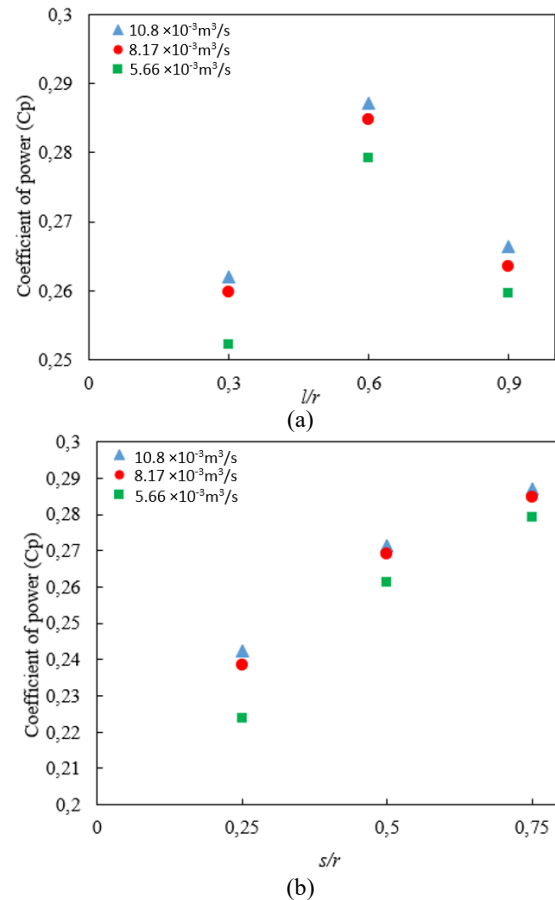 0,3
10.8 ×10⁻³m³/s
8.17 ×10⁻³m³/s
5.66 ×10⁻³m³/s
0,29
0,28
0,27
0,26
0,25
Coefficient of power (Cp)
0 0,3 0,6 0,9
l/r
(a)
0,3
10.8 ×10⁻³m³/s
8.17 ×10⁻³m³/s
5.66 ×10⁻³m³/s
0,29
0,28
0,27
0,26
0,25
0,24
0,23
0,22
0,21
0,2
Coefficient of power (Cp)
0 0,25 0,5 0,75
s/r
(b)